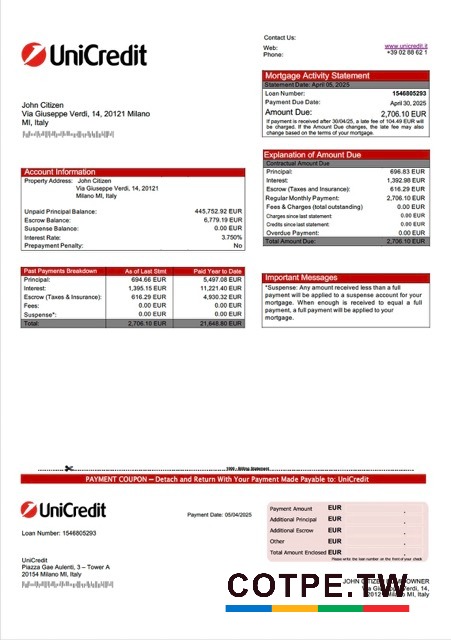 UniCredit
Contact Us:
Web: www.unicredit.it
Phone: +39 02 88 62 1
Mortgage Activity Statement
Statement Date: April 05, 2025
Loan Number: 1546805293
Payment Due Date: April 30, 2025
Amount Due: 2,706.10 EUR
If payment is received after 30/04/25, a late fee of 104.49 EUR will
be charged. If the Amount Due changes, the late fee may also
change based on the terms of your mortgage.
John Citizen
Via Giuseppe Verdi, 14, 20121 Milano
MI, Italy
Explanation of Amount Due
Contractual Amount Due
Principal: 696.83 EUR
Interest: 1,392.98 EUR
Escrow (Taxes and Insurance): 616.29 EUR
Regular Monthly Payment: 2,706.10 EUR
Fees & Charges (total outstanding) 0.00 EUR
Charges since last statement: 0.00 EUR
Credits since last statement: 0.00 EUR
Overdue Payment: 0.00 EUR
Total Amount Due: 2,706.10 EUR
Account Information
Property Address: John Citizen
Via Giuseppe Verdi, 14, 20121
Milano MI, Italy
Unpaid Principal Balance: 445,752.92 EUR
Escrow Balance: 6,779.19 EUR
Suspense Balance: 0.00 EUR
Interest Rate: 3.750%
Prepayment Penalty: No
Past Payments Breakdown As of Last Stmt Paid Year to Date
Principal: 694.66 EUR 5,497.08 EUR
Interest: 1,395.15 EUR 11,221.40 EUR
Escrow (Taxes & Insurance): 616.29 EUR 4,930.32 EUR
Fees: 0.00 EUR 0.00 EUR
Suspense*: 0.00 EUR 0.00 EUR
Total: 2,706.10 EUR 21,648.80 EUR
Important Messages
*Suspense: Any amount received less than a full
payment will be applied to a suspense account for your
mortgage. When enough is received to equal a full
payment, a full payment will be applied to your
mortgage.
Billing Statement
PAYMENT COUPON – Detach and Return With Your Payment Made Payable to: UniCredit
UniCredit
Payment Date: 05/04/2025
Loan Number: 1546805293
Payment Amount EUR
Additional Principal EUR
Additional Escrow EUR
Other EUR
Total Amount Enclosed EUR
Please write the loan number on the front of your check
UniCredit
Piazza Gae Aulenti, 3 – Tower A
20154 Milano MI, Italy
JOHN CITIZEN
Via Giuseppe Verdi, 14,
Milano MI, Italy
COTPE.TW